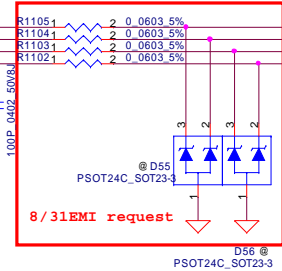 R1105 1 2 0_0603_5%
R1104 1 2 0_0603_5%
R1103 1 2 0_0603_5%
R1102 1 2 0_0603_5%
100P_0402_50V8J
3 2 3 2
@ D55
PSOT24C_SOT23-3
1 1
8/31EMI request
D56 @
PSOT24C_SOT23-3